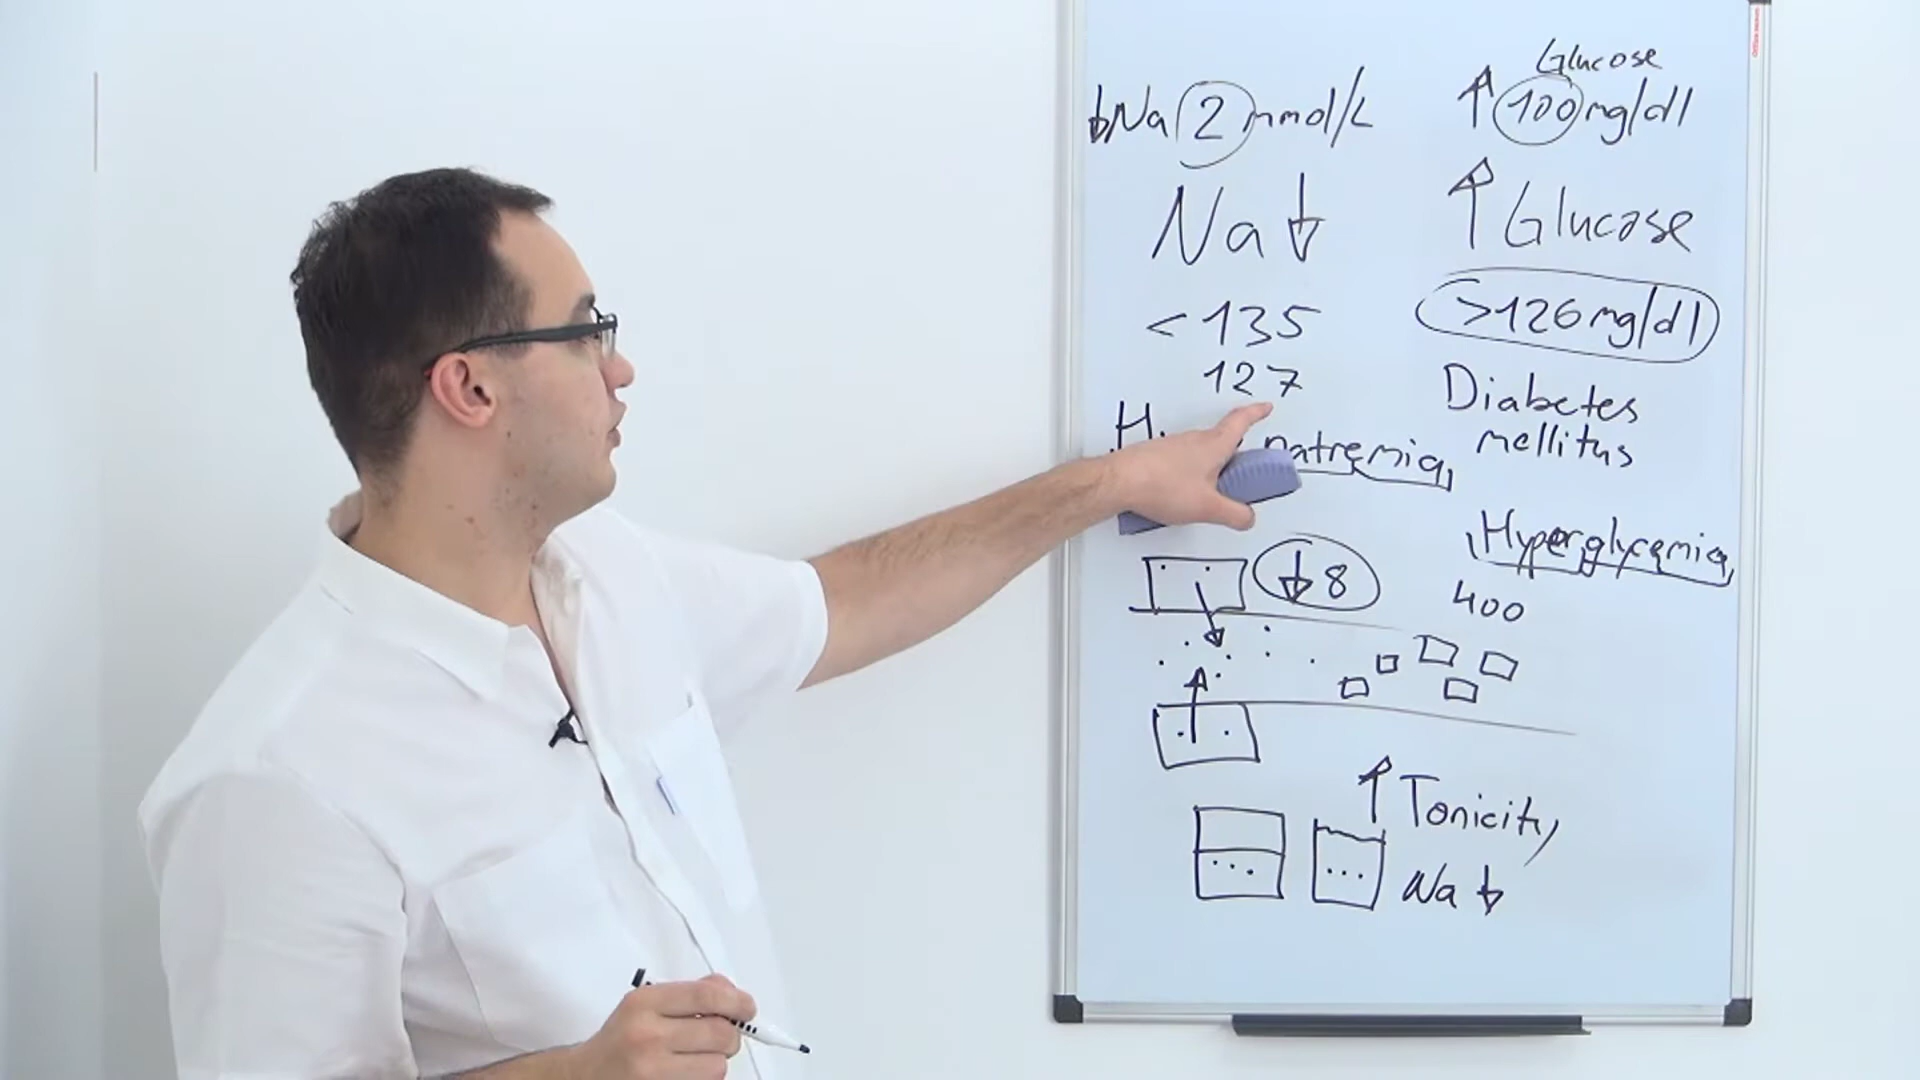 Glucose
↓Na 2 mmol/L
↑ 100 mg/dl
Na↓
↑ Glucose
<135
>126 mg/dl
127
Diabetes
mellitus
natremia
Hyperglycemia
↓ 8
400
↑ Tonicity
Na ↓